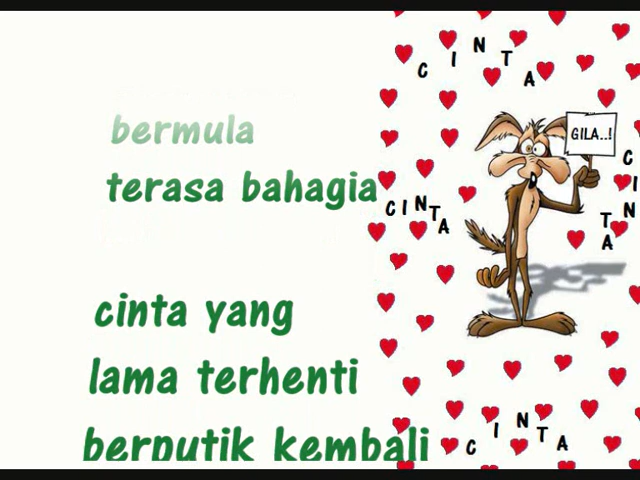 bermula
terasa bahagia
cinta yang
lama terhenti
berputik kembali
CINTA
GILA..!
CINTA
CINTA
CINTA